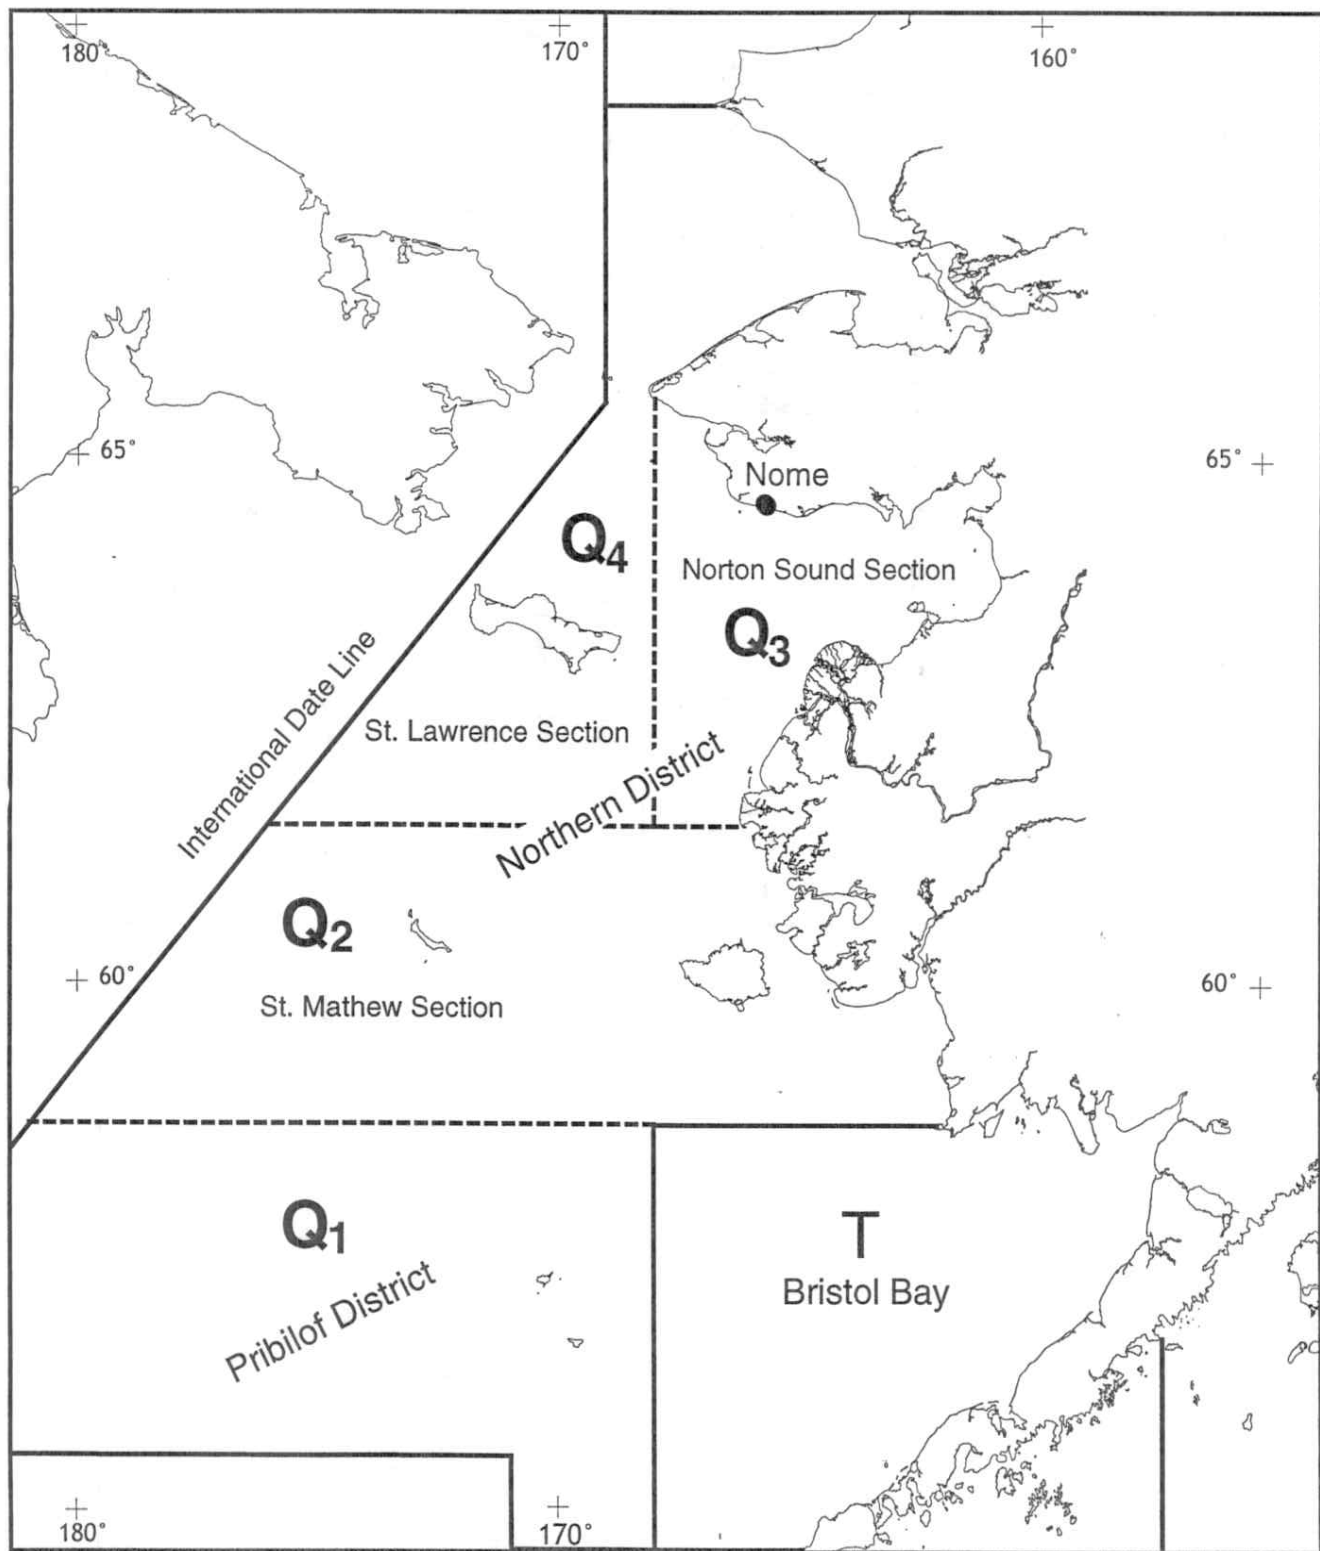 180°
170°
160°
65°
65°
Nome
Q4
Norton Sound Section
Q3
International Date Line
St. Lawrence Section
Northern District
Q2
60°
60°
St. Mathew Section
Q1
T
Bristol Bay
Pribilof District
180°
170°